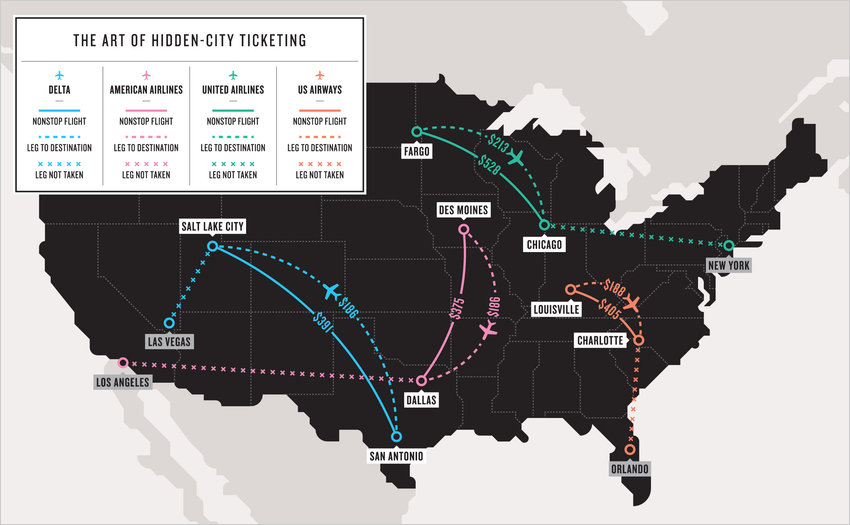 THE ART OF HIDDEN-CITY TICKETING
DELTA
NONSTOP FLIGHT
LEG TO DESTINATION
LEG NOT TAKEN
AMERICAN AIRLINES
NONSTOP FLIGHT
LEG TO DESTINATION
LEG NOT TAKEN
UNITED AIRLINES
NONSTOP FLIGHT
LEG TO DESTINATION
LEG NOT TAKEN
US AIRWAYS
NONSTOP FLIGHT
LEG TO DESTINATION
LEG NOT TAKEN
FARGO
$213
$528
DES MOINES
SALT LAKE CITY
CHICAGO
NEW YORK
$186
$391
$375
$186
$188
$405
LOUISVILLE
LAS VEGAS
CHARLOTTE
LOS ANGELES
DALLAS
SAN ANTONIO
ORLANDO